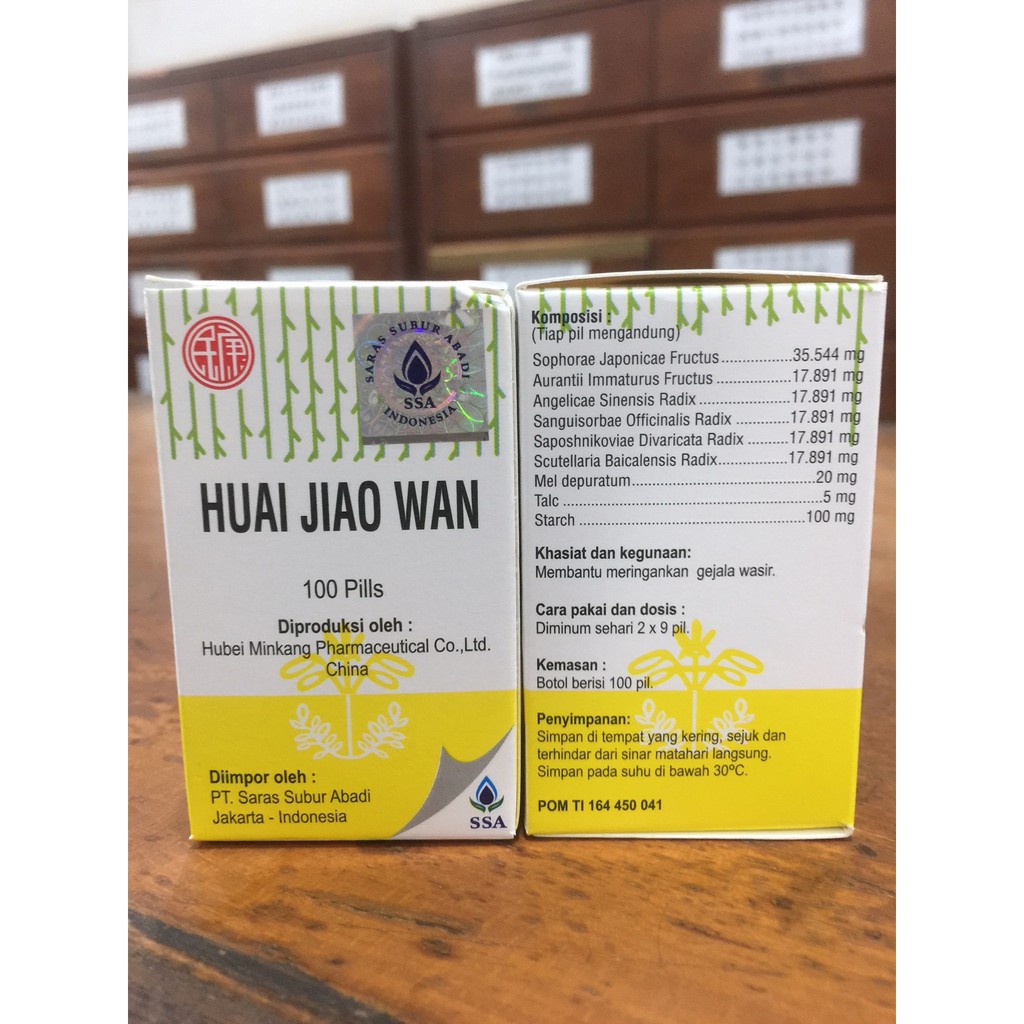 SARAS SUBUR ABADI
SSA
INDONESIA
HUAI JIAO WAN
100 Pills
Diproduksi oleh :
Hubei Minkang Pharmaceutical Co.,Ltd.
China
Diimpor oleh :
PT. Saras Subur Abadi
Jakarta - Indonesia
SSA
Komposisi :
(Tiap pil mengandung)
Sophorae Japonicae Fructus....................35.544 mg
Aurantii Immaturus Fructus.....................17.891 mg
Angelicae Sinensis Radix........................17.891 mg
Sanguisorbae Officinalis Radix................17.891 mg
Saposhnikoviae Divaricata Radix............17.891 mg
Scutellaria Baicalensis Radix...................17.891 mg
Mel depuratum..........................................20 mg
Talc.............................................................5 mg
Starch.......................................................100 mg
Khasiat dan kegunaan:
Membantu meringankan gejala wasir.
Cara pakai dan dosis :
Diminum sehari 2 x 9 pil.
Kemasan :
Botol berisi 100 pil.
Penyimpanan:
Simpan di tempat yang kering, sejuk dan
terhindar dari sinar matahari langsung.
Simpan pada suhu di bawah 30ºC.
POM TI 164 450 041